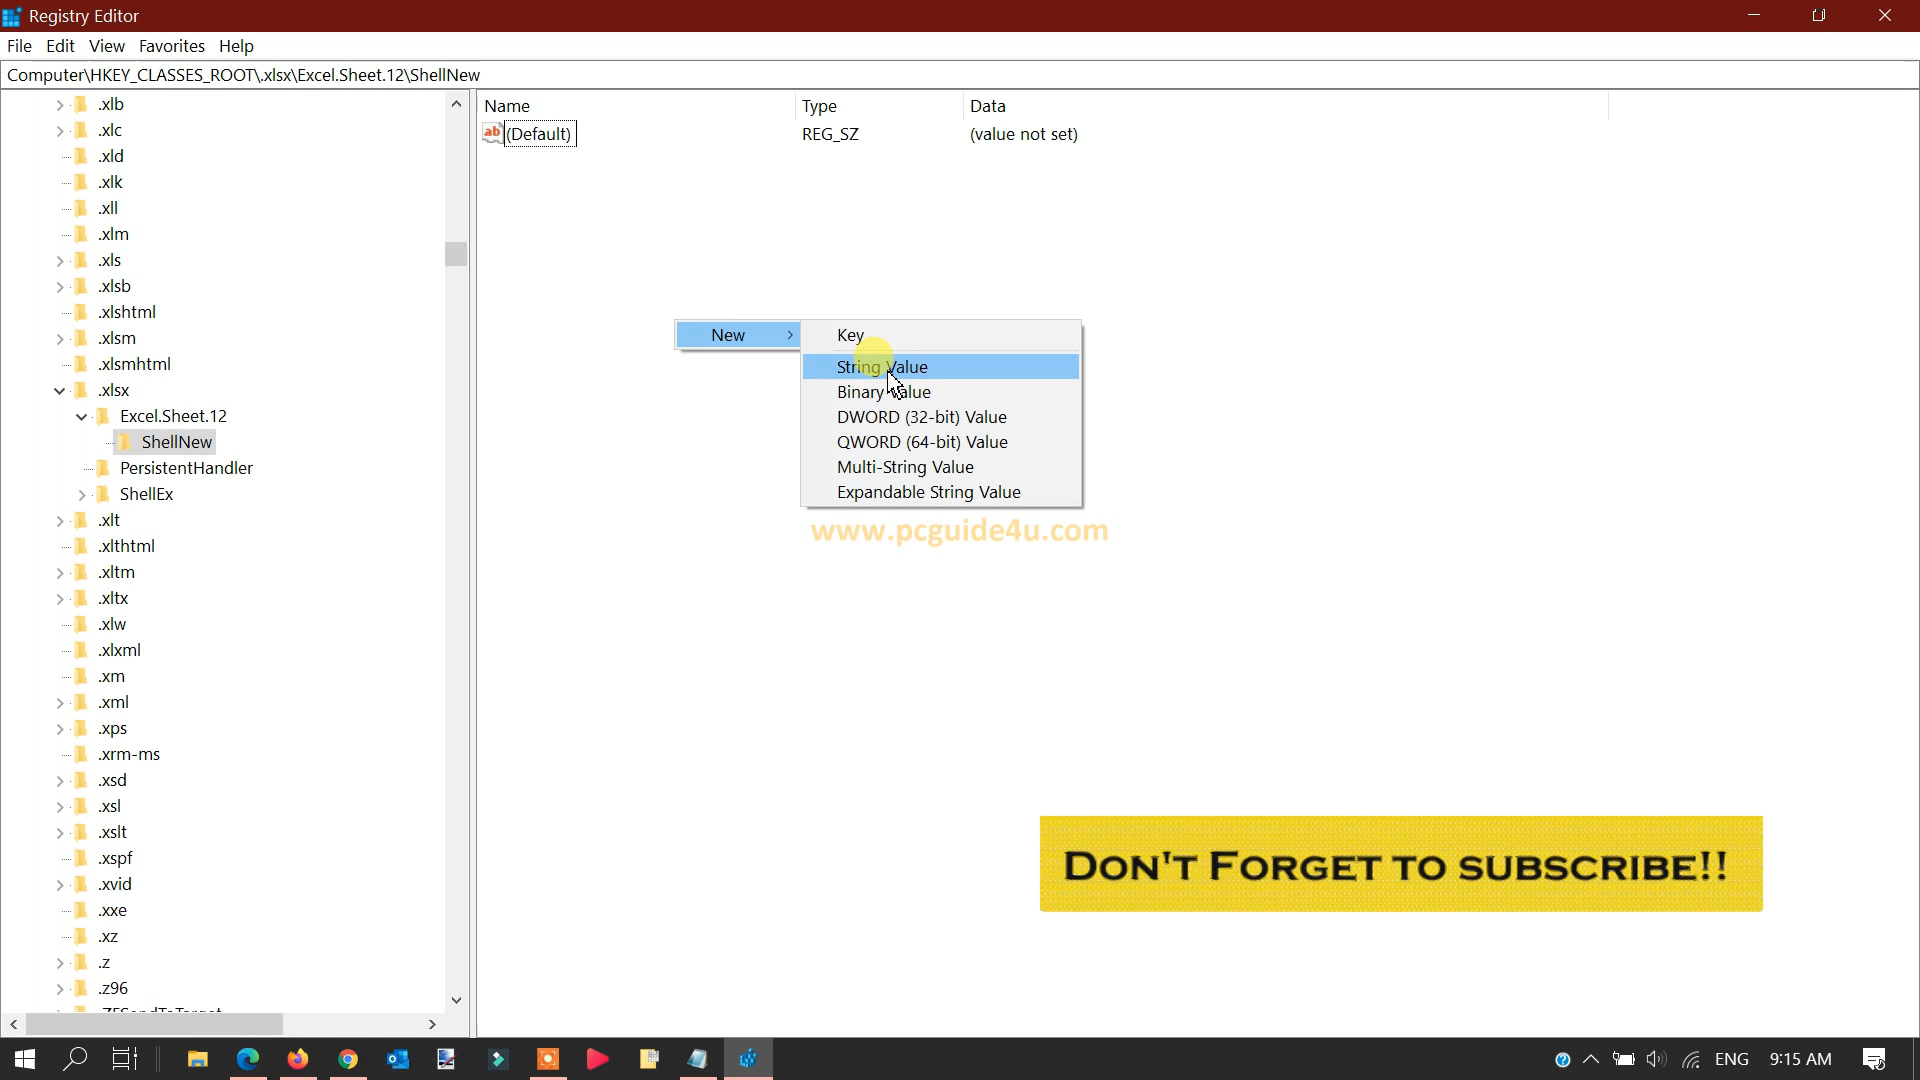 Registry Editor
File Edit View Favorites Help
Computer\HKEY_CLASSES_ROOT\.xlsx\Excel.Sheet.12\ShellNew
Name Type Data
ab (Default) REG_SZ (value not set)
.xlb
.xlc
.xld
.xlk
.xll
.xlm
.xls
.xlsb
.xlshtml
.xlsm
.xlsmhtml
.xlsx
Excel.Sheet.12
ShellNew
PersistentHandler
ShellEx
.xlt
.xlthtml
.xltm
.xltx
.xlw
.xlxml
.xm
.xml
.xps
.xrm-ms
.xsd
.xsl
.xslt
.xspf
.xvid
.xxe
.xz
.z
.z96
New
Key
String Value
Binary Value
DWORD (32-bit) Value
QWORD (64-bit) Value
Multi-String Value
Expandable String Value
www.pcguide4u.com
DON'T FORGET TO SUBSCRIBE!!
ENG 9:15 AM